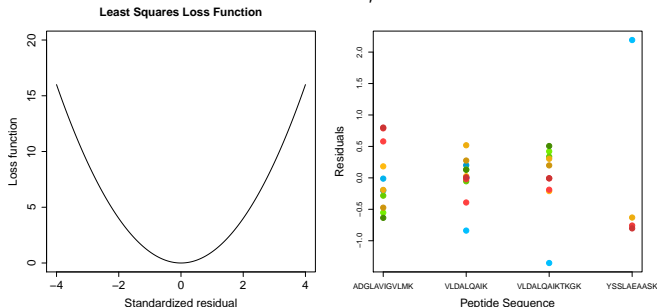 Least Squares Loss Function
Loss function
20
15
10
5
0
−4
−2
0
2
4
Standardized residual
Residuals
2.0
1.5
1.0
0.5
0.0
−0.5
−1.0
ADGLAVIGVLMK
VLDALQAIK
VLDALQAIKTKGK
YSSLAEAASK
Peptide Sequence